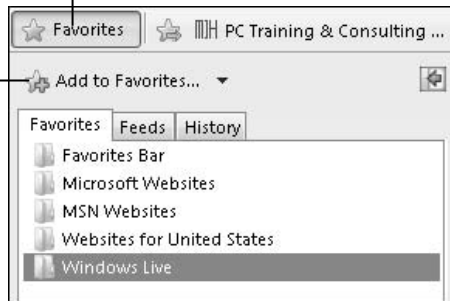 Favorites MJH PC Training & Consulting ...
Add to Favorites...
Favorites Feeds History
Favorites Bar
Microsoft Websites
MSN Websites
Websites for United States
Windows Live